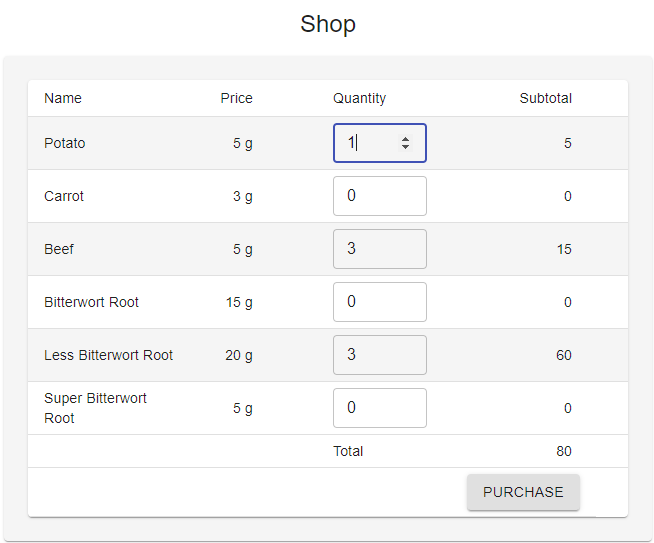 Shop
Name Price Quantity Subtotal
Potato 5 g 1 5
Carrot 3 g 0 0
Beef 5 g 3 15
Bitterwort Root 15 g 0 0
Less Bitterwort Root 20 g 3 60
Super Bitterwort
Root 5 g 0 0
Total 80
PURCHASE